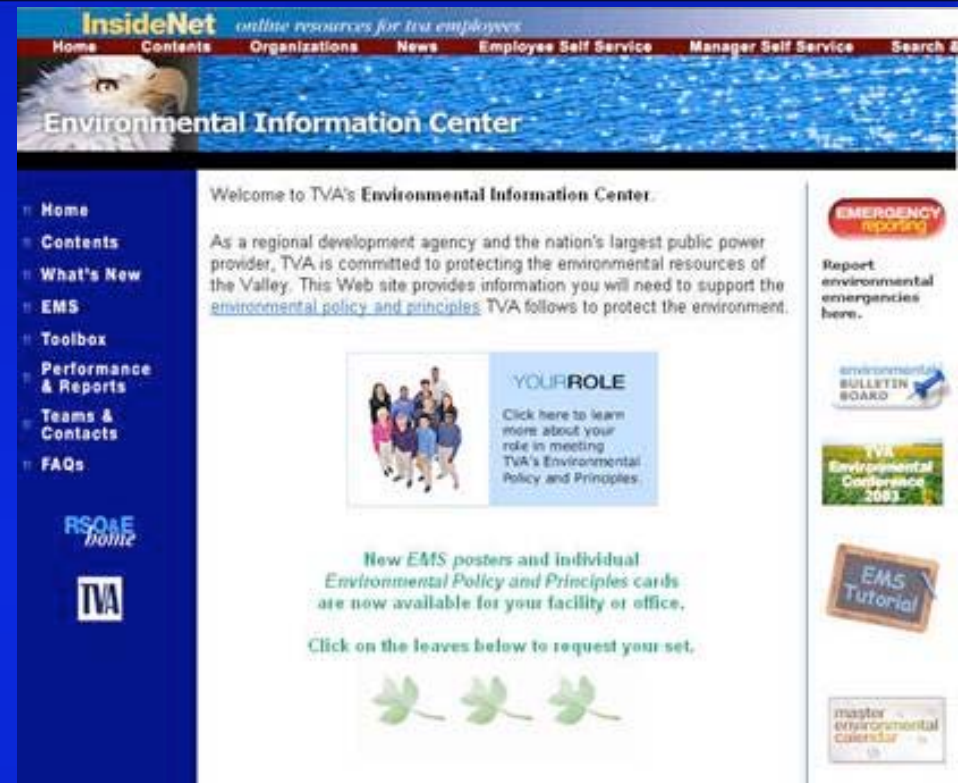 InsideNet online resources for tva employees
Home Contents Organizations News Employee Self Service Manager Self Service Search &
Environmental Information Center
Home
Contents
What's New
EMS
Toolbox
Performance
& Reports
Teams &
Contacts
FAQs
RSO&E
home
TVA
Welcome to TVA's Environmental Information Center.
As a regional development agency and the nation's largest public power
provider, TVA is committed to protecting the environmental resources of
the Valley. This Web site provides information you will need to support the
environmental policy and principles TVA follows to protect the environment.
YOURROLE
Click here to learn
more about your
role in meeting
TVA's Environmental
Policy and Principles.
New EMS posters and individual
Environmental Policy and Principles cards
are now available for your facility or office.
Click on the leaves below to request your set.
EMERGENCY
reporting
Report
environmental
emergencies
here.
environmental
BULLETIN
BOARD
TVA
Environmental
Conference
2003
EMS
Tutorial
master
environmental
calendar